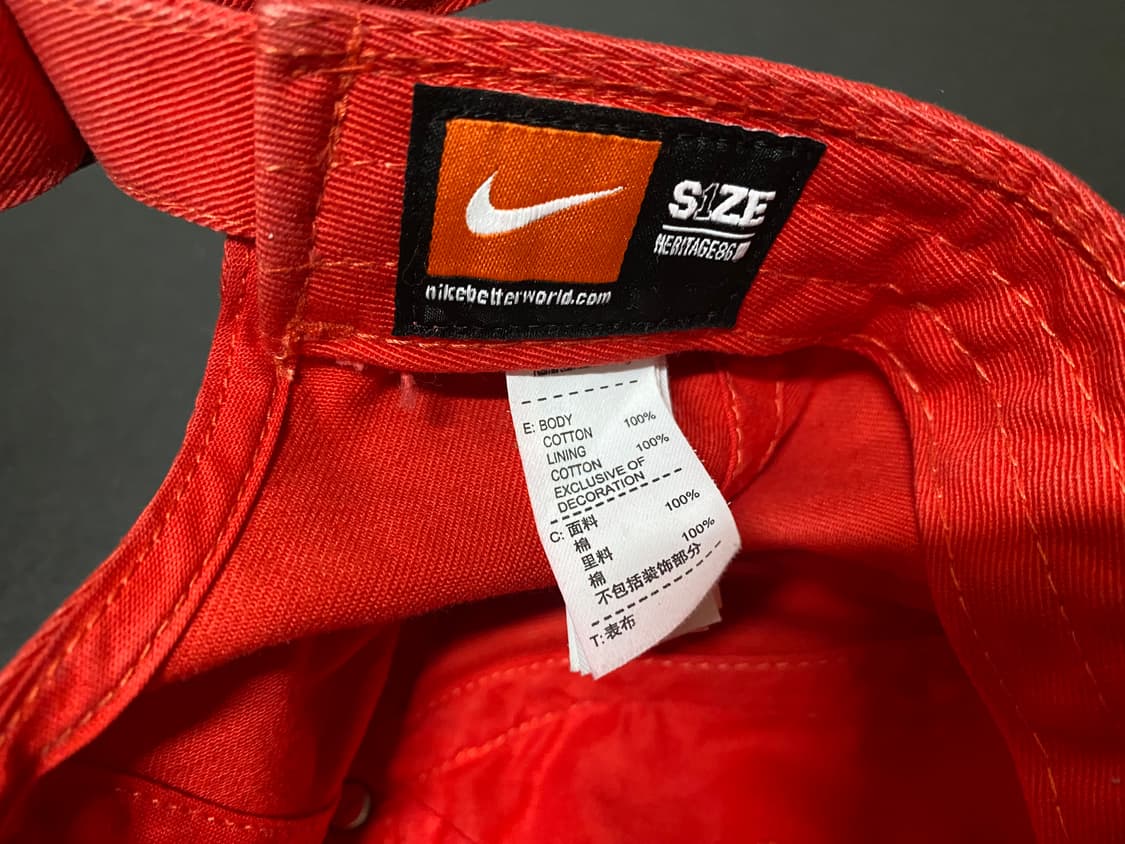 S1ZE
HERITAGE86
nikebetterworld.com
E: BODY
COTTON 100%
LINING
COTTON 100%
EXCLUSIVE OF
DECORATION
C: 面料
棉 100%
里料
棉 100%
不包括装饰部分
T: 表布